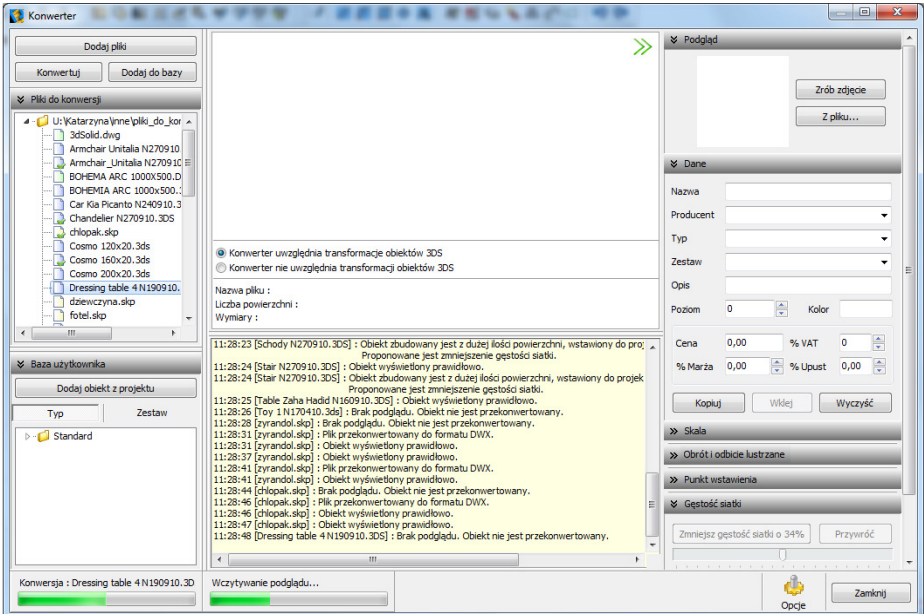 Konwerter
Dodaj pliki
Konwertuj
Dodaj do bazy
Pliki do konwersji
U:\Katarzyna\inne\pliki_do_kor
3dSolid.dwg
Armchair Unitalia N270910
Armchair_Unitalia N270910
BOHEMA ARC 1000X500.D
BOHEMIA ARC 1000x500.:
Car Kia Picanto N240910.3
Chandelier N270910.3DS
chlopak.skp
Cosmo 120x20.3ds
Cosmo 160x20.3ds
Cosmo 200x20.3ds
Dressing table 4 N190910.
dziewczyna.skp
fotel.skp
Baza użytkownika
Dodaj obiekt z projektu
Typ
Zestaw
Standard
Konwerter uwzględnia transformacje obiektów 3DS
Konwerter nie uwzględnia transformacji obiektów 3DS
Nazwa pliku :
Liczba powierzchni :
Wymiary :
11:28:23 [Schody N270910.3DS] : Obiekt zbudowany jest z dużej ilości powierzchni, wstawiony do proj
Proponowane jest zmniejszenie gęstości siatki.
11:28:24 [Stair N270910.3DS] : Obiekt wyświetlony prawidłowo.
11:28:24 [Stair N270910.3DS] : Obiekt zbudowany jest z dużej ilości powierzchni, wstawiony do projek
Proponowane jest zmniejszenie gęstości siatki.
11:28:25 [Table Zaha Hadid N160910.3DS] : Obiekt wyświetlony prawidłowo.
11:28:26 [Toy 1 N170410.3ds] : Brak podglądu. Obiekt nie jest przekonwertowany.
11:28:28 [zyrandol.skp] : Brak podglądu. Obiekt nie jest przekonwertowany.
11:28:31 [zyrandol.skp] : Plik przekonwertowany do formatu DWX.
11:28:31 [zyrandol.skp] : Obiekt wyświetlony prawidłowo.
11:28:37 [zyrandol.skp] : Obiekt wyświetlony prawidłowo.
11:28:41 [zyrandol.skp] : Plik przekonwertowany do formatu DWX.
11:28:41 [zyrandol.skp] : Obiekt wyświetlony prawidłowo.
11:28:44 [chlopak.skp] : Brak podglądu. Obiekt nie jest przekonwertowany.
11:28:46 [chlopak.skp] : Plik przekonwertowany do formatu DWX.
11:28:46 [chlopak.skp] : Obiekt wyświetlony prawidłowo.
11:28:47 [chlopak.skp] : Obiekt wyświetlony prawidłowo.
11:28:48 [Dressing table 4 N190910.3DS] : Brak podglądu. Obiekt nie jest przekonwertowany.
Podgląd
Zrób zdjęcie
Z pliku...
Dane
Nazwa
Producent
Typ
Zestaw
Opis
Poziom 0 Kolor
Cena 0,00 % VAT 0
% Marża 0,00 % Upust 0,00
Kopiuj
Wklej
Wyczyść
Skala
Obrót i odbicie lustrzane
Punkt wstawienia
Gęstość siatki
Zmniejsz gęstość siatki o 34%
Przywróć
Konwersja : Dressing table 4 N190910.3D
Wczytywanie podglądu...
Opcje
Zamknij